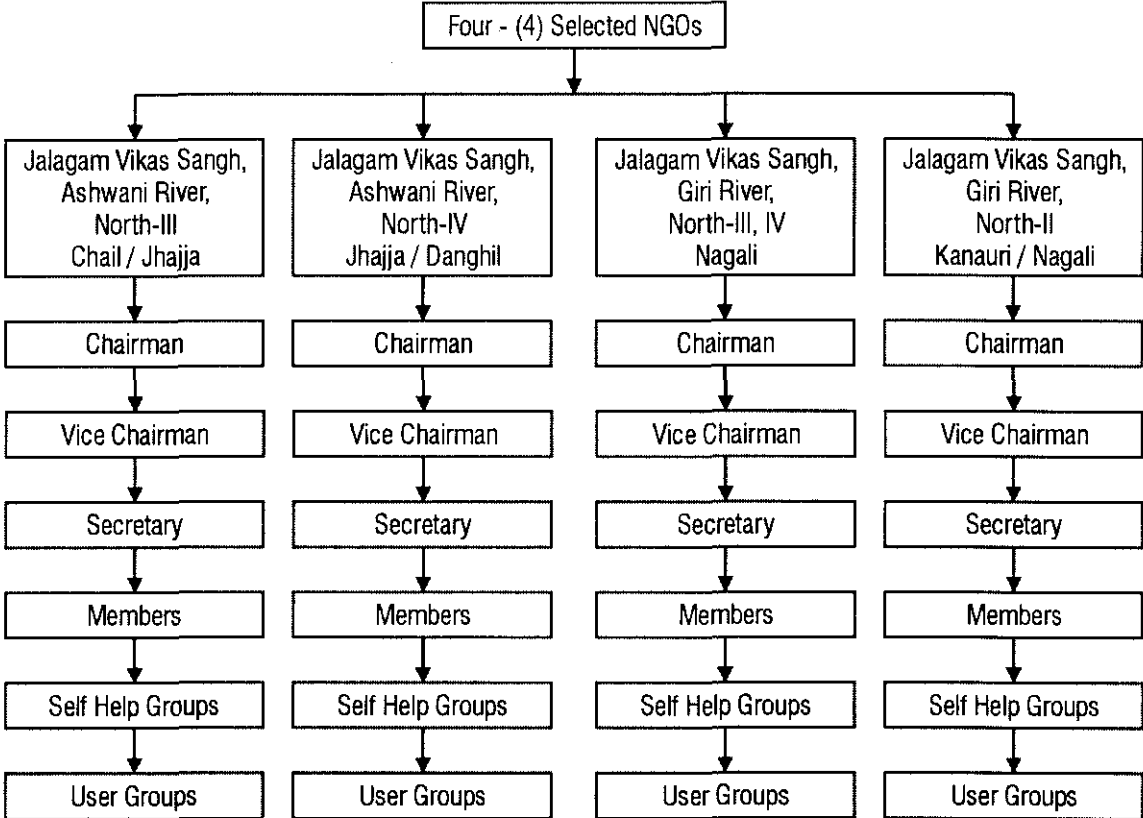 Four - (4) Selected NGOs
Jalagam Vikas Sangh,
Ashwani River,
North-III
Chail / Jhajja
Jalagam Vikas Sangh,
Ashwani River,
North-IV
Jhajja / Danghil
Jalagam Vikas Sangh,
Giri River,
North-III, IV
Nagali
Jalagam Vikas Sangh,
Giri River,
North-II
Kanauri / Nagali
Chairman
Chairman
Chairman
Chairman
Vice Chairman
Vice Chairman
Vice Chairman
Vice Chairman
Secretary
Secretary
Secretary
Secretary
Members
Members
Members
Members
Self Help Groups
Self Help Groups
Self Help Groups
Self Help Groups
User Groups
User Groups
User Groups
User Groups